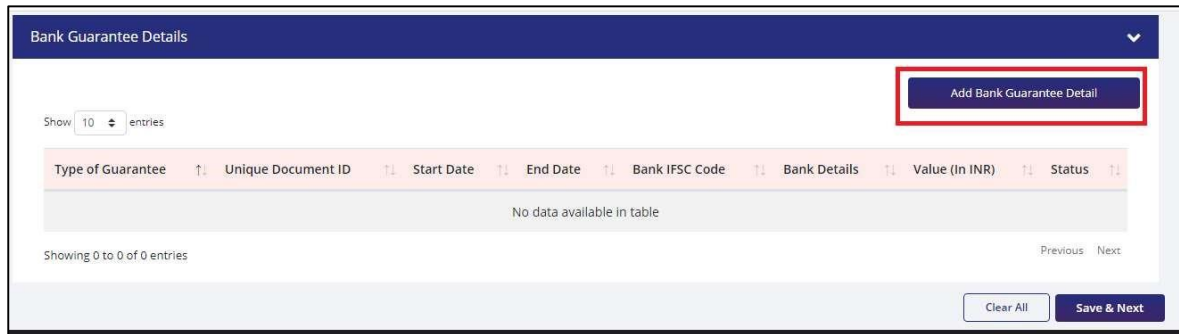 Bank Guarantee Details
Add Bank Guarantee Detail
Show 10 entries
Type of Guarantee Unique Document ID Start Date End Date Bank IFSC Code Bank Details Value (In INR) Status
No data available in table
Showing 0 to 0 of 0 entries Previous Next
Clear All Save & Next